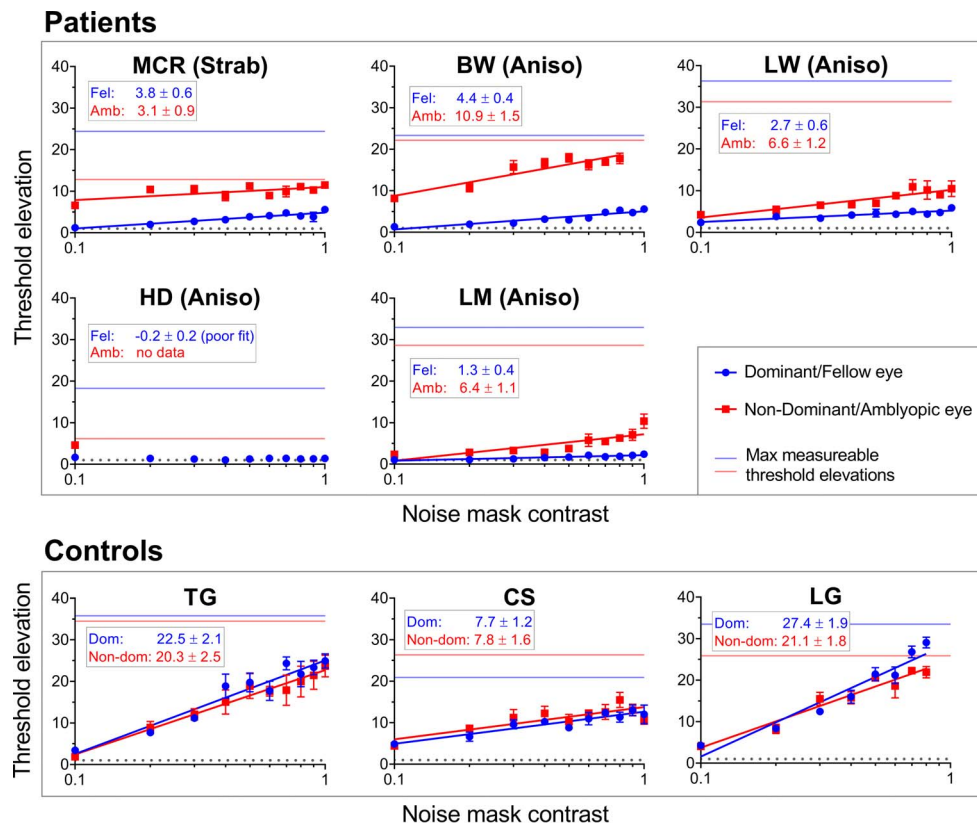 Patients
MCR (Strab)
BW (Aniso)
LW (Aniso)
Threshold elevation
40
30
20
10
0
0.1
1
Fel: 3.8 ± 0.6
Amb: 3.1 ± 0.9
40
30
20
10
0
0.1
1
Fel: 4.4 ± 0.4
Amb: 10.9 ± 1.5
40
30
20
10
0
0.1
1
Fel: 2.7 ± 0.6
Amb: 6.6 ± 1.2
HD (Aniso)
LM (Aniso)
40
30
20
10
0
0.1
1
Fel: -0.2 ± 0.2 (poor fit)
Amb: no data
40
30
20
10
0
0.1
1
Fel: 1.3 ± 0.4
Amb: 6.4 ± 1.1
Dominant/Fellow eye
Non-Dominant/Amblyopic eye
Max measureable
threshold elevations
Noise mask contrast
Controls
TG
CS
LG
Threshold elevation
40
30
20
10
0
0.1
1
Dom: 22.5 ± 2.1
Non-dom: 20.3 ± 2.5
40
30
20
10
0
0.1
1
Dom: 7.7 ± 1.2
Non-dom: 7.8 ± 1.6
40
30
20
10
0
0.1
1
Dom: 27.4 ± 1.9
Non-dom: 21.1 ± 1.8
Noise mask contrast